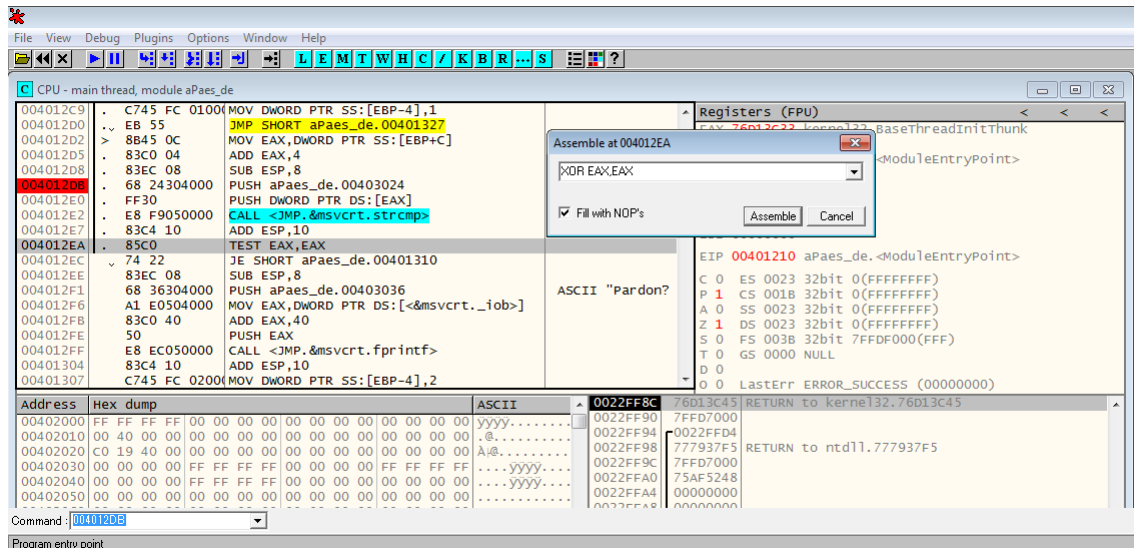 File View Debug Plugins Options Window Help
L E M T W H C / K B R ... S ?
C CPU - main thread, module aPaes_de
004012C9 . C745 FC 01000 MOV DWORD PTR SS:[EBP-4],1
004012D0 . EB 55 JMP SHORT aPaes_de.00401327
004012D2 > 8B45 0C MOV EAX,DWORD PTR SS:[EBP+C]
004012D5 . 83C0 04 ADD EAX,4
004012D8 . 83EC 08 SUB ESP,8
004012DB . 68 24304000 PUSH aPaes_de.00403024
004012E0 . FF30 PUSH DWORD PTR DS:[EAX]
004012E2 . E8 F9050000 CALL <JMP.&msvcrt.strcmp>
004012E7 . 83C4 10 ADD ESP,10
004012EA . 85C0 TEST EAX,EAX
004012EC 74 22 JE SHORT aPaes_de.00401310
004012EE 83EC 08 SUB ESP,8
004012F1 68 36304000 PUSH aPaes_de.00403036 ASCII "Pardon?
004012F6 A1 E0504000 MOV EAX,DWORD PTR DS:[<&msvcrt._iob>]
004012FB 83C0 40 ADD EAX,40
004012FE 50 PUSH EAX
004012FF E8 EC050000 CALL <JMP.&msvcrt.fprintf>
00401304 83C4 10 ADD ESP,10
00401307 C745 FC 02000 MOV DWORD PTR SS:[EBP-4],2
Registers (FPU) < < <
EAX 76D13C33 kernel32.BaseThreadInitThunk
<ModuleEntryPoint>
EIP 00401210 aPaes_de.<ModuleEntryPoint>
C 0 ES 0023 32bit 0(FFFFFFFF)
P 1 CS 001B 32bit 0(FFFFFFFF)
A 0 SS 0023 32bit 0(FFFFFFFF)
Z 1 DS 0023 32bit 0(FFFFFFFF)
S 0 FS 003B 32bit 7FFDF000(FFF)
T 0 GS 0000 NULL
D 0
O 0 LastErr ERROR_SUCCESS (00000000)
Assemble at 004012EA
XOR EAX,EAX
Fill with NOP's Assemble Cancel
Address Hex dump ASCII
00402000 FF FF FF FF 00 00 00 00 00 00 00 00 00 00 00 00 ÿÿÿÿ........
00402010 00 40 00 00 00 00 00 00 00 00 00 00 00 00 00 00 .@..........
00402020 C0 19 40 00 00 00 00 00 00 00 00 00 00 00 00 00
00402030 00 00 00 00 FF FF FF FF 00 00 00 00 FF FF FF FF ....ÿÿÿÿ....
00402040 00 00 00 00 FF FF FF FF 00 00 00 00 00 00 00 00 ....ÿÿÿÿ....
00402050 00 00 00 00 00 00 00 00 00 00 00 00 00 00 00 00 ............
0022FF8C 76D13C45 RETURN to kernel32.76D13C45
0022FF90 7FFD7000
0022FF94 0022FFD4
0022FF98 777937F5 RETURN to ntdll.777937F5
0022FF9C 7FFD7000
0022FFA0 75AF5248
0022FFA4 00000000
0022FFA8 00000000
Command : 004012DB
Program entry point